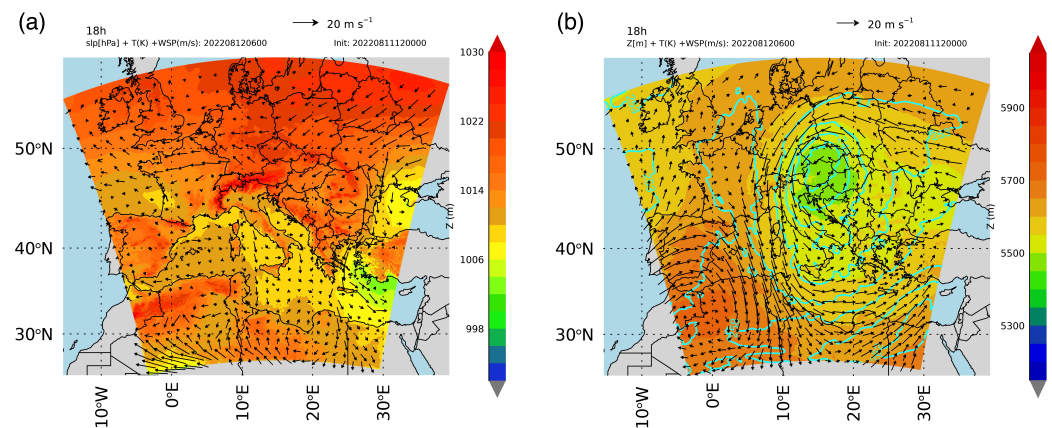 (a)
20 m s⁻¹
18h
slp[hPa] + T(K) +WSP(m/s): 202208120600
Init: 20220811120000
1030
1022
1014
1006
998
Z (m)
50°N
40°N
30°N
10°W
0°E
10°E
20°E
30°E
(b)
20 m s⁻¹
18h
Z[m] + T(K) +WSP(m/s): 202208120600
Init: 20220811120000
5900
5700
5500
5300
Z (m)
50°N
40°N
30°N
10°W
0°E
10°E
20°E
30°E